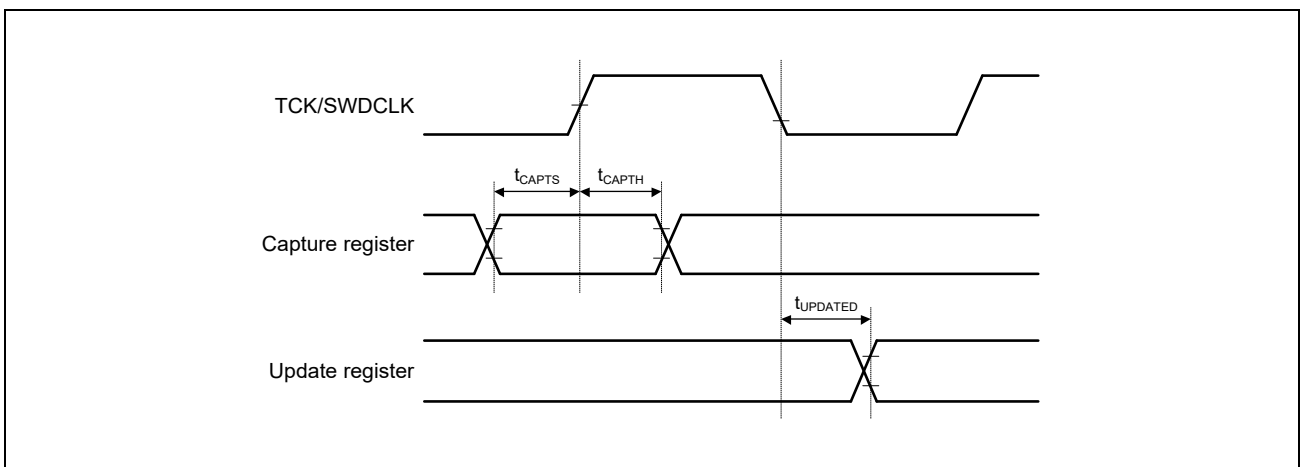 TCK/SWDCLK
tCAPTS
tCAPTH
Capture register
tUPDATED
Update register